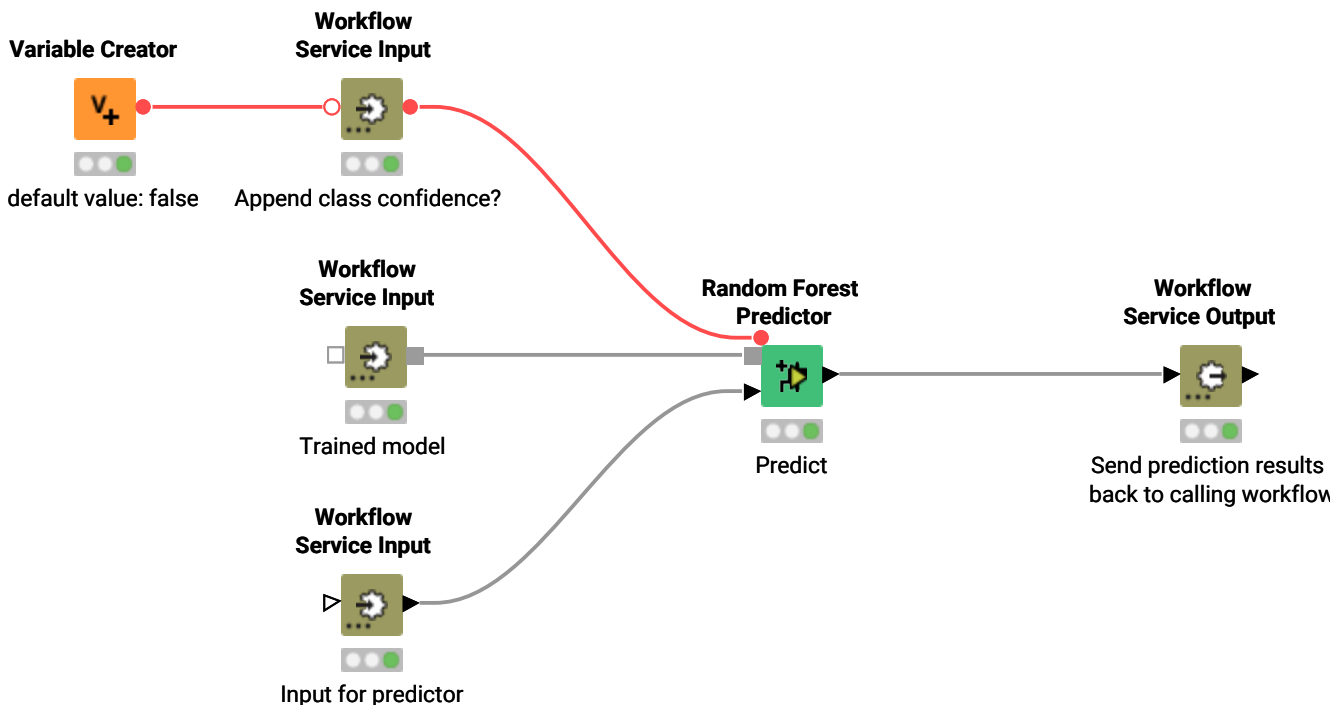 Variable Creator
Workflow
Service Input
default value: false
Append class confidence?
Workflow
Service Input
Trained model
Workflow
Service Input
Input for predictor
Random Forest
Predictor
Predict
Workflow
Service Output
Send prediction results
back to calling workflow